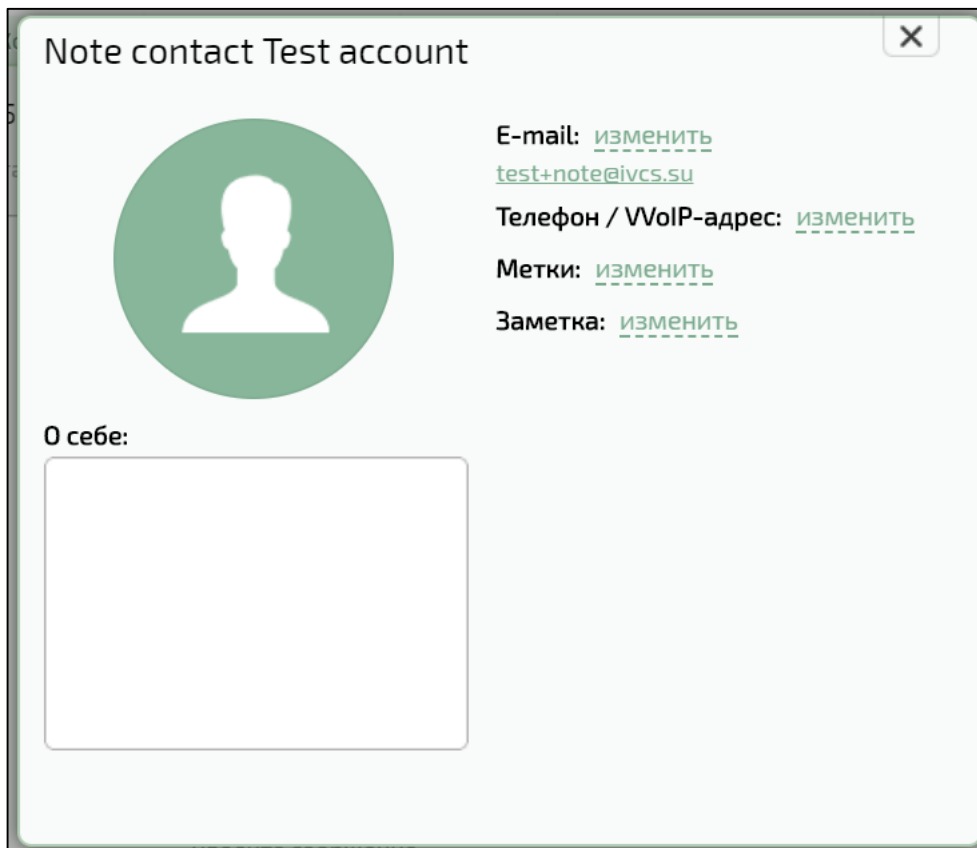 Note contact Test account
E-mail: изменить
test+note@ivcs.su
Телефон / VVoIP-адрес: изменить
Метки: изменить
Заметка: изменить
О себе: